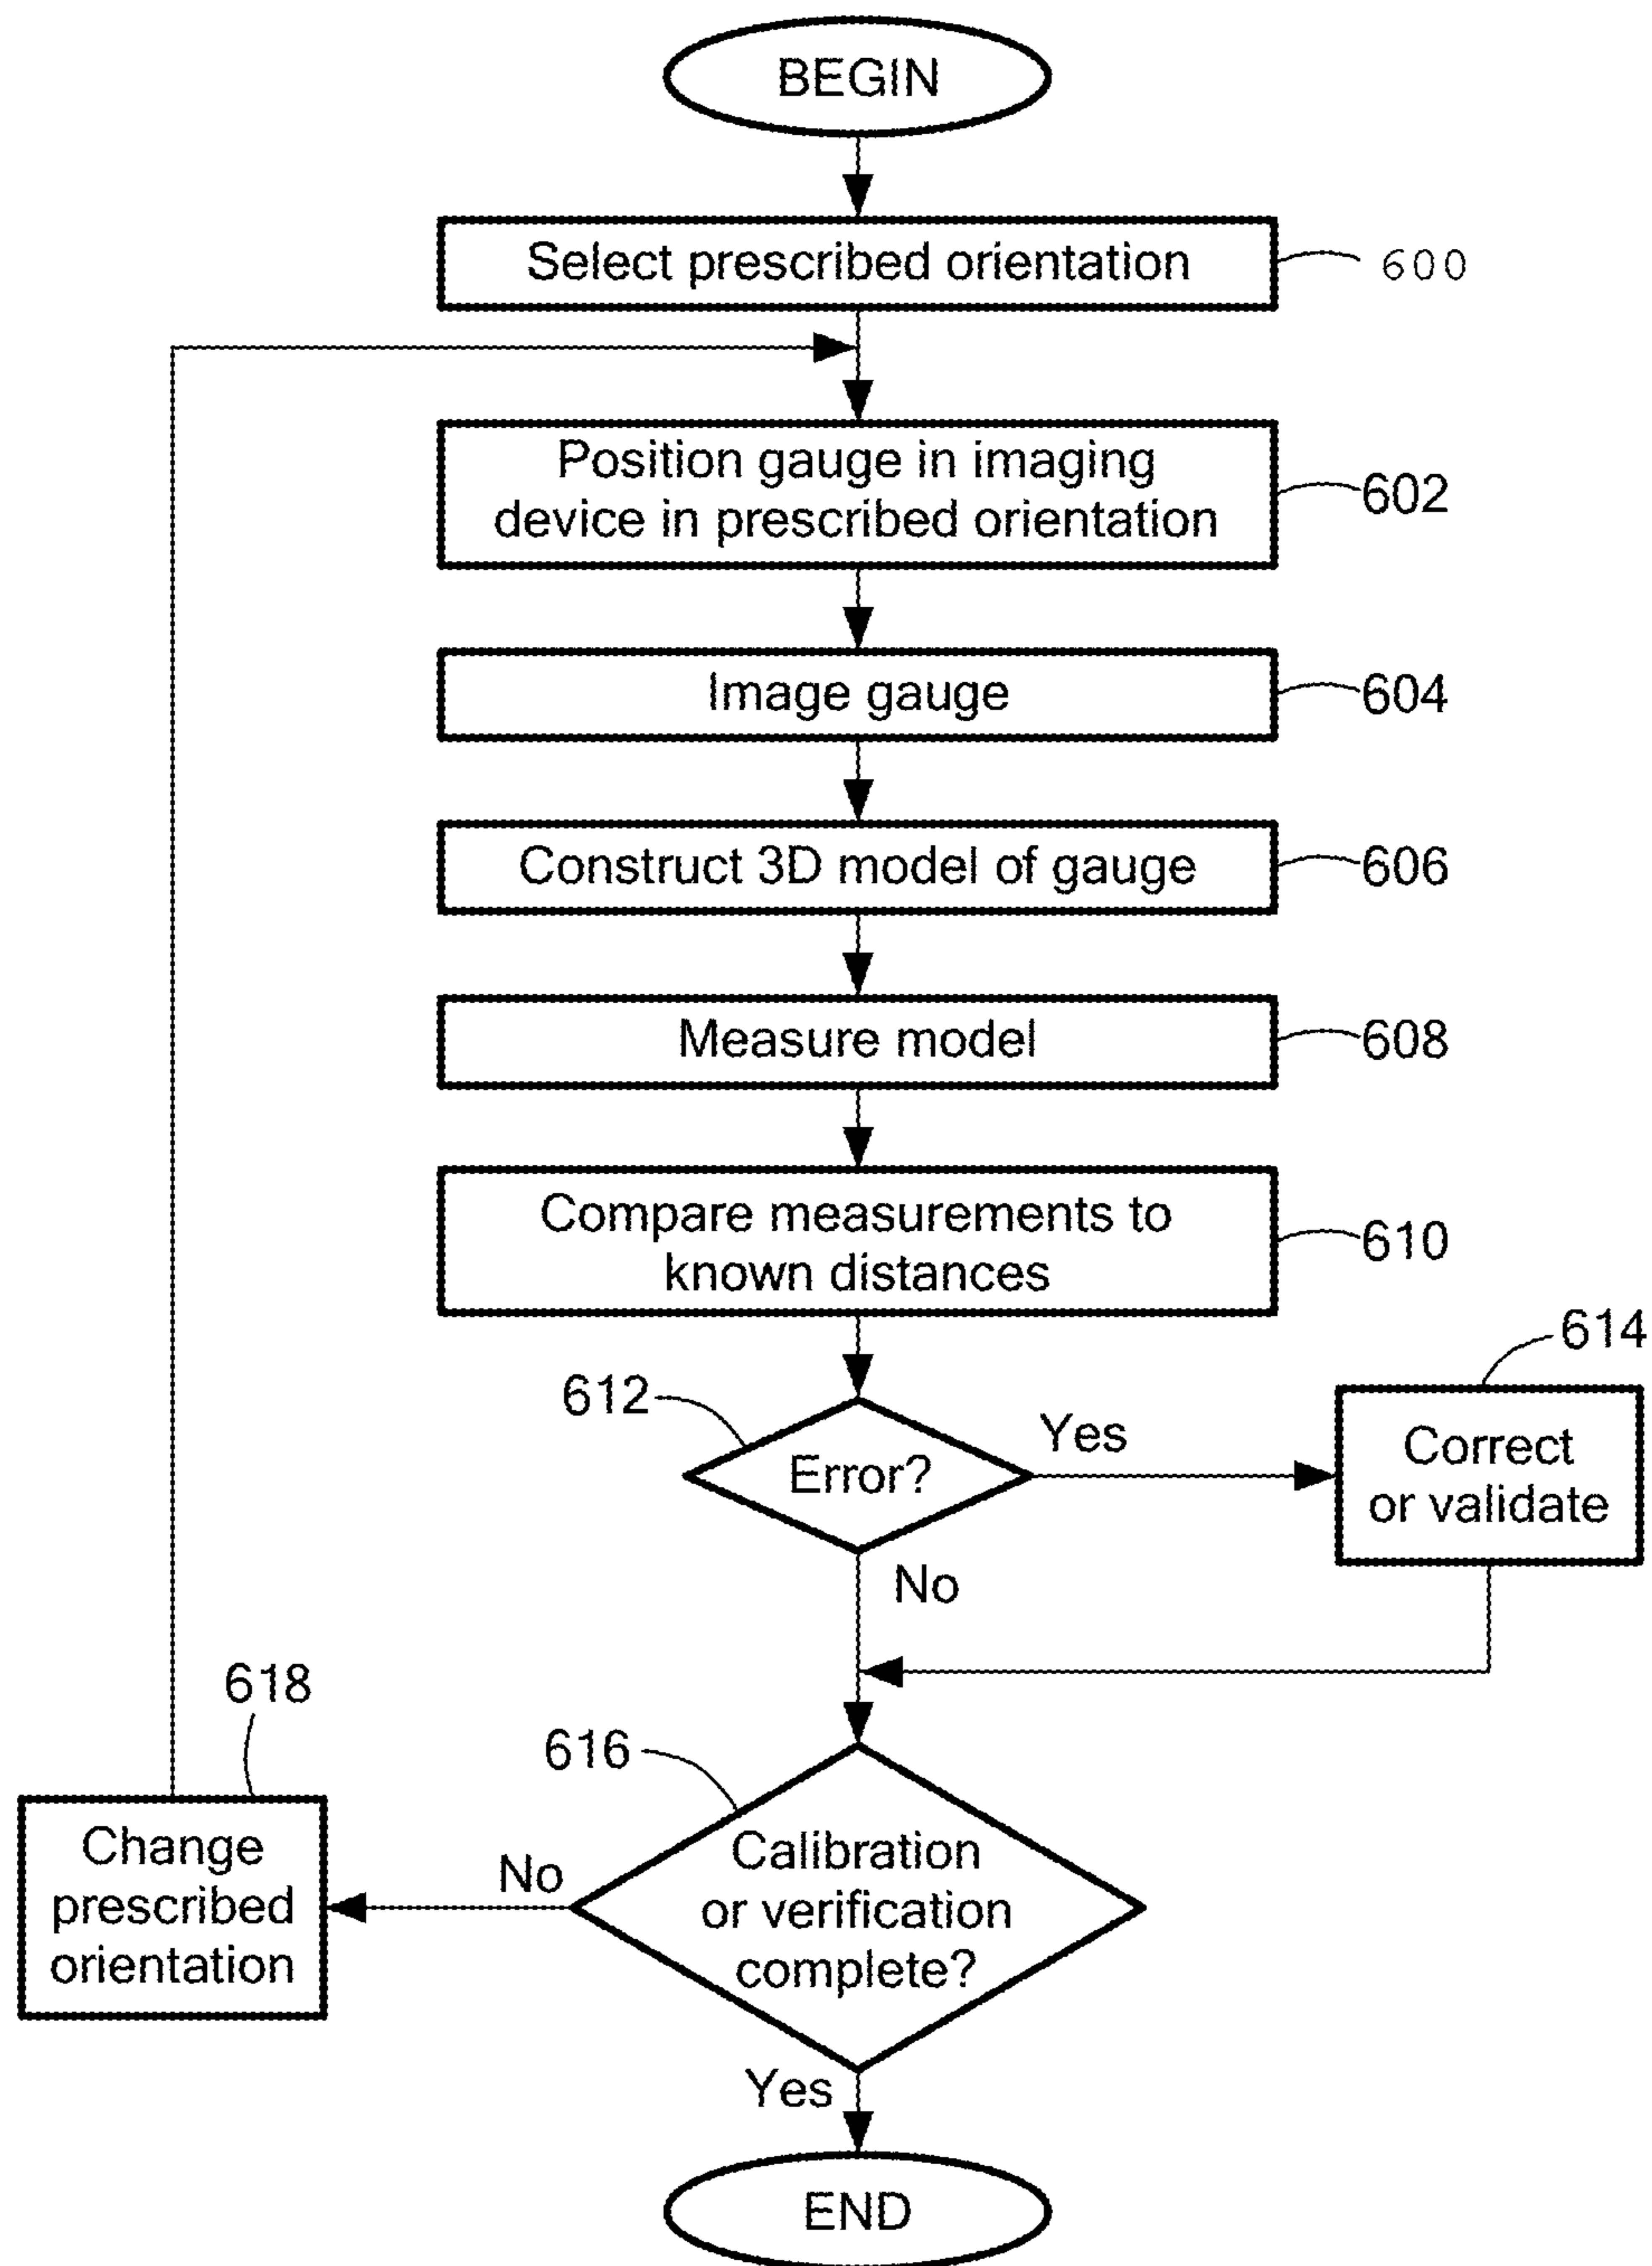 BEGIN
Select prescribed orientation
600
Position gauge in imaging
device in prescribed orientation
602
Image gauge
604
Construct 3D model of gauge
606
Measure model
608
Compare measurements to
known distances
610
612
Error?
Yes
614
Correct
or validate
No
616
Calibration
or verification
complete?
No
618
Change
prescribed
orientation
Yes
END